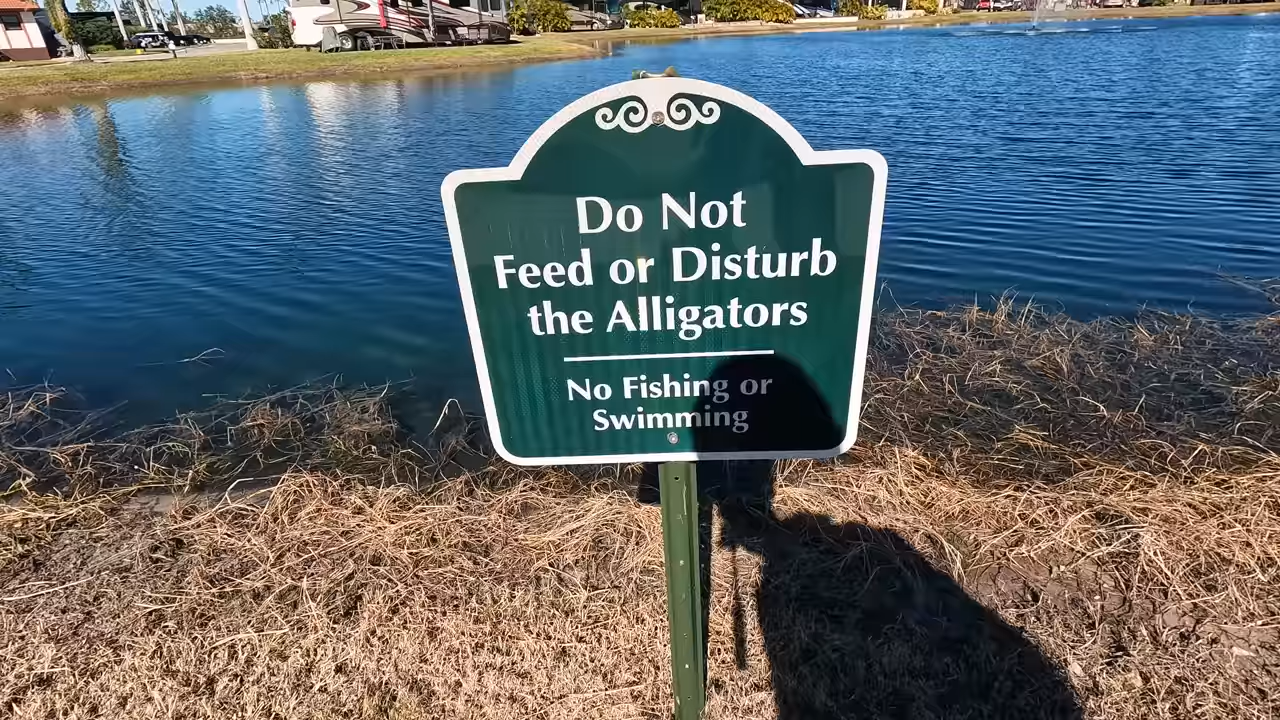 Do Not
Feed or Disturb
the Alligators
No Fishing or
Swimming